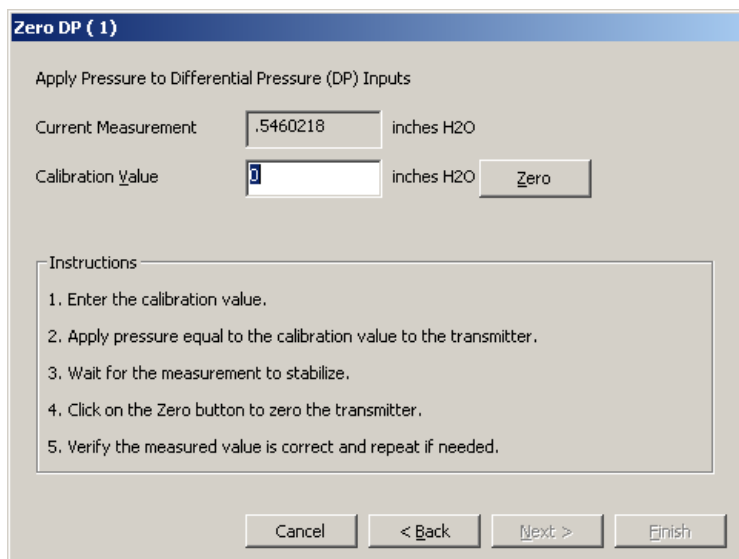 Zero DP ( 1)
Apply Pressure to Differential Pressure (DP) Inputs
Current Measurement .5460218 inches H2O
Calibration Value 0 inches H2O Zero
Instructions
1. Enter the calibration value.
2. Apply pressure equal to the calibration value to the transmitter.
3. Wait for the measurement to stabilize.
4. Click on the Zero button to zero the transmitter.
5. Verify the measured value is correct and repeat if needed.
Cancel < Back Next > Finish